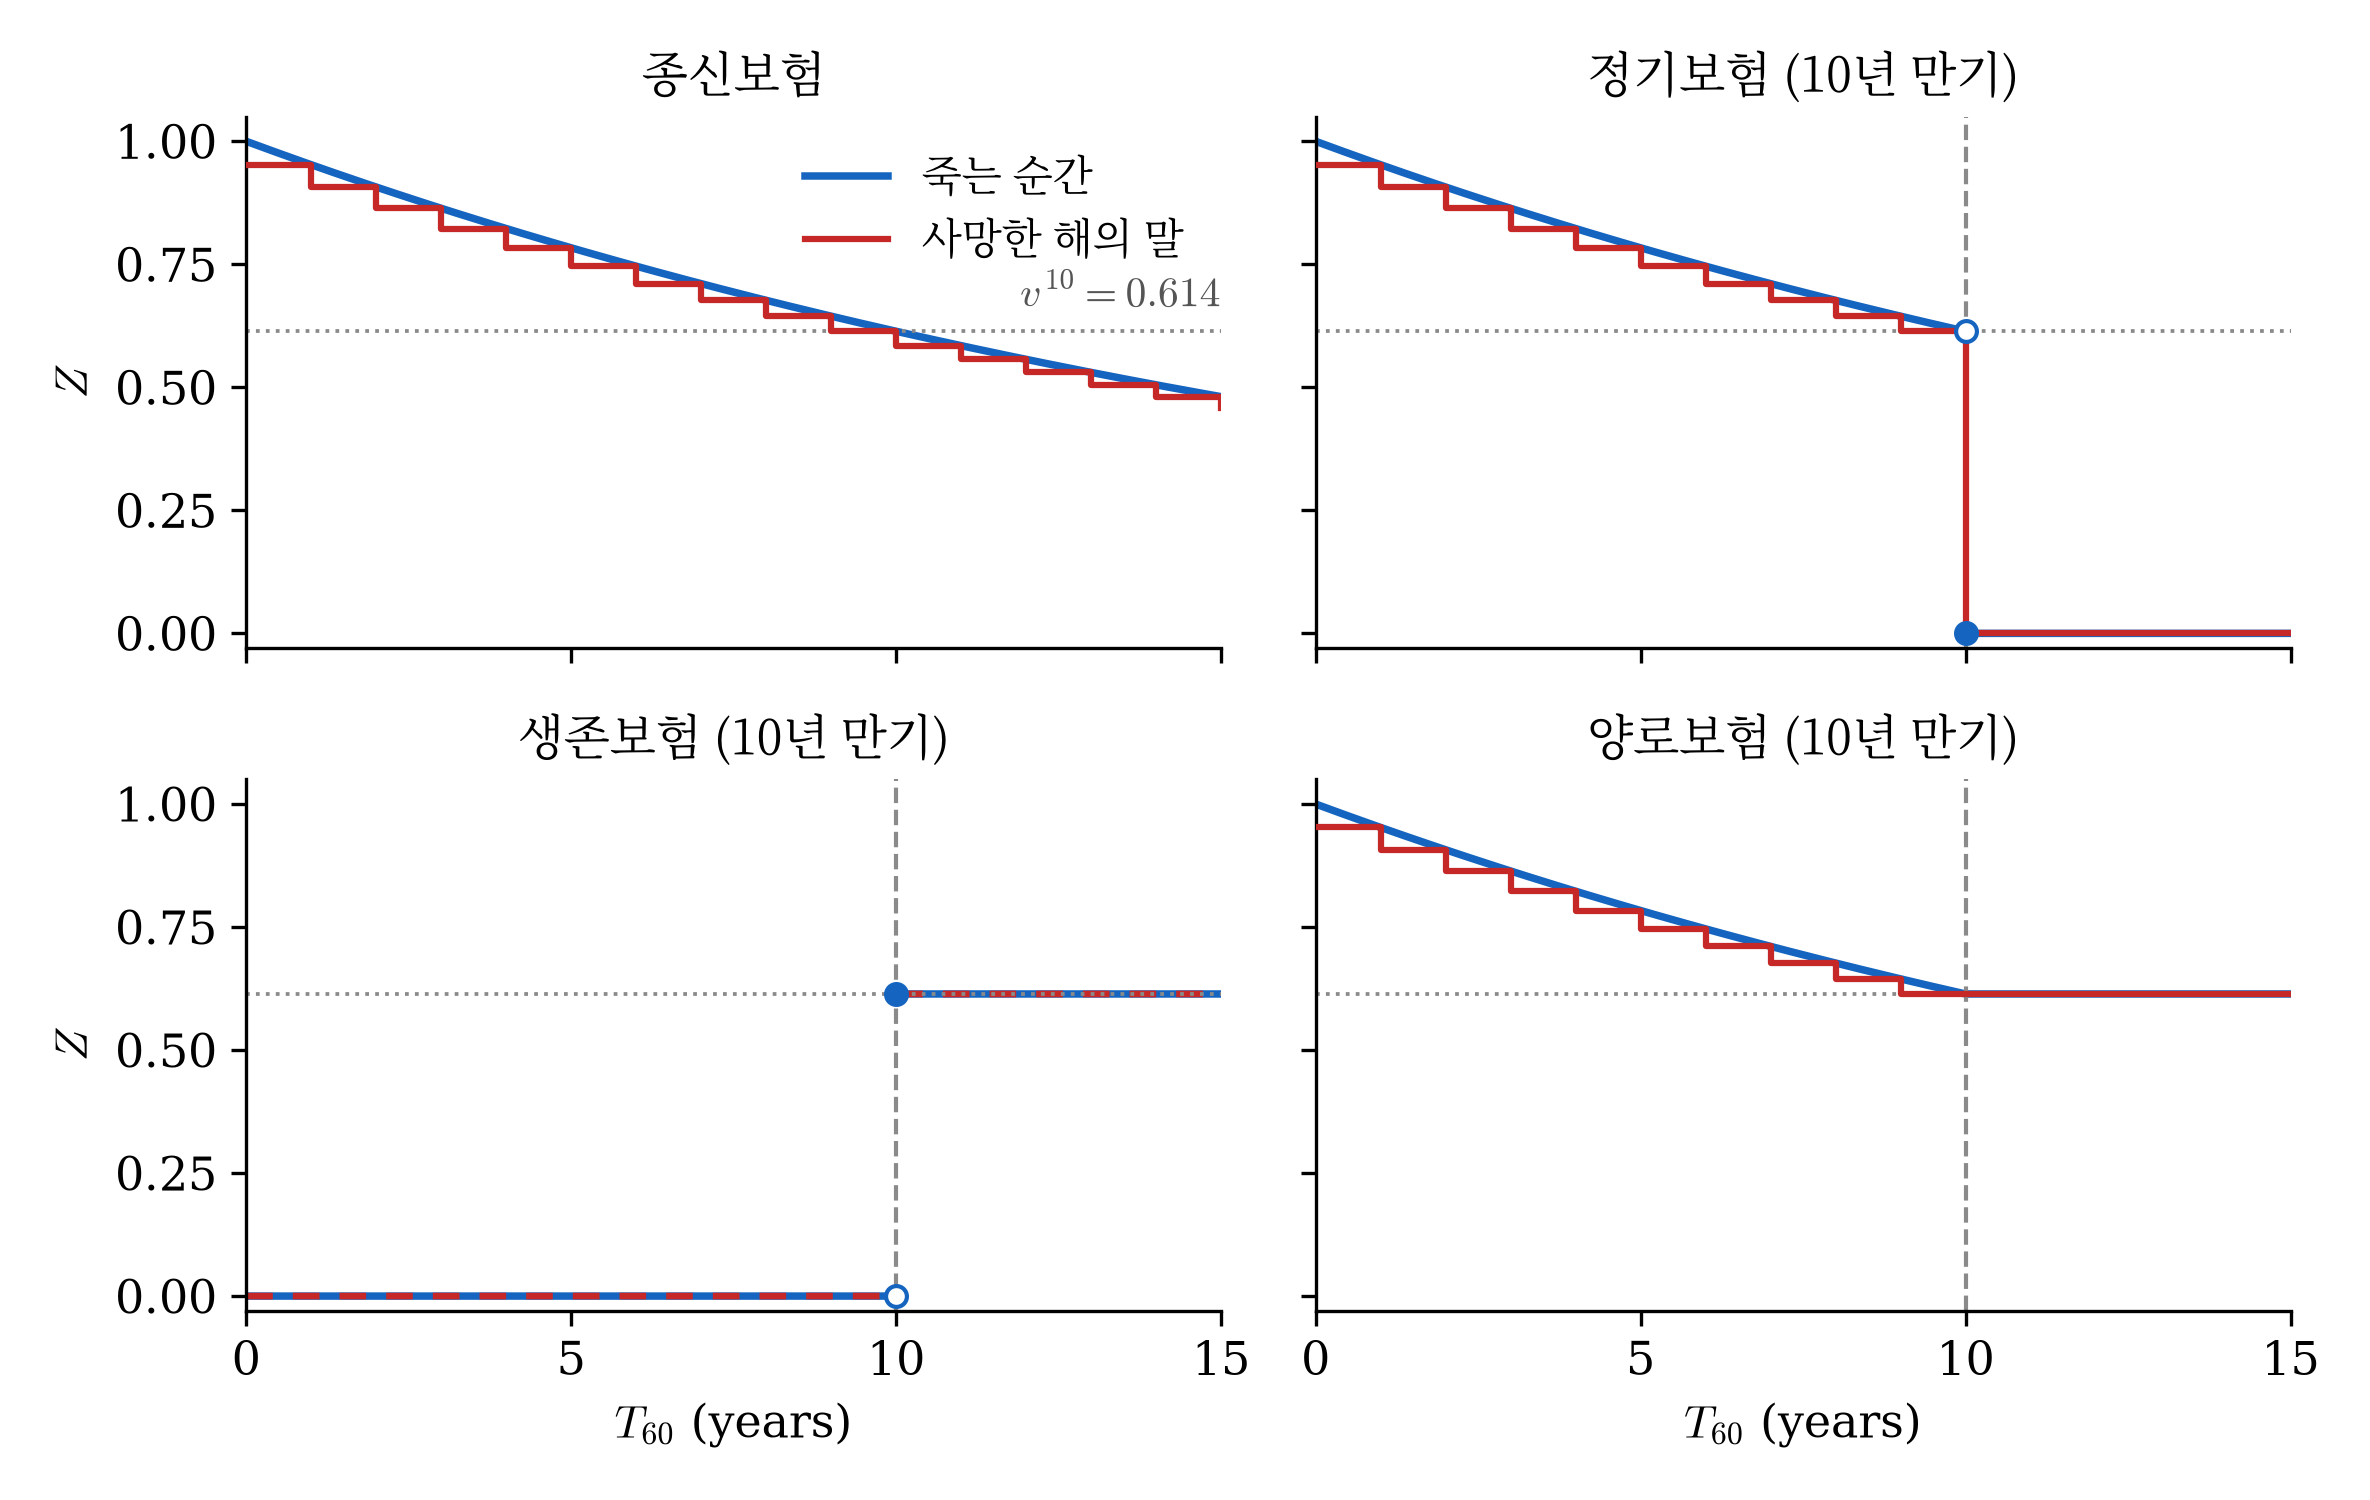 종신보험
정기보험 (10년 만기)
1.00
0.75
0.50
0.25
0.00
Z
죽는 순간
사망한 해의 말
v^10 = 0.614
생존보험 (10년 만기)
양로보험 (10년 만기)
1.00
0.75
0.50
0.25
0.00
Z
0 5 10 15
0 5 10 15
T_60 (years)
T_60 (years)